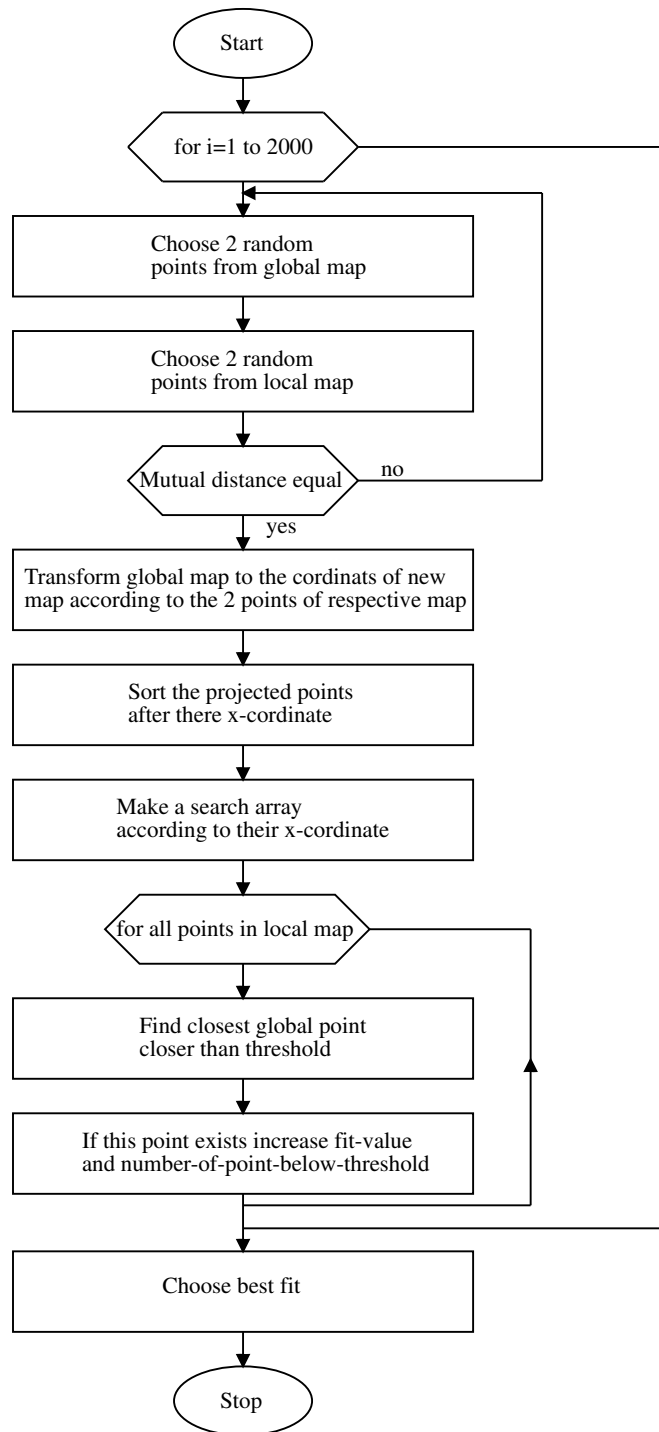 Start
for i=1 to 2000
Choose 2 random
points from global map
Choose 2 random
points from local map
Mutual distance equal
no
yes
Transform global map to the cordinats of new
map according to the 2 points of respective map
Sort the projected points
after there x-cordinate
Make a search array
according to their x-cordinate
for all points in local map
Find closest global point
closer than threshold
If this point exists increase fit-value
and number-of-point-below-threshold
Choose best fit
Stop